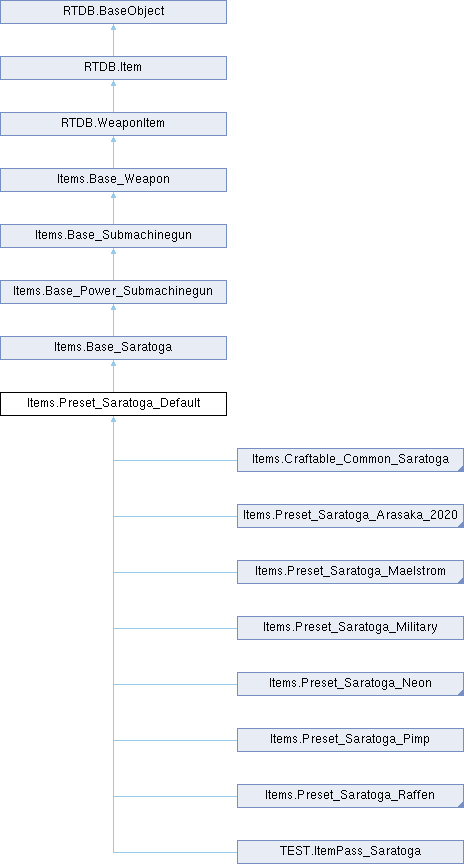 RTDB.BaseObject
RTDB.Item
RTDB.WeaponItem
Items.Base_Weapon
Items.Base_Submachinegun
Items.Base_Power_Submachinegun
Items.Base_Saratoga
Items.Preset_Saratoga_Default
Items.Craftable_Common_Saratoga
Items.Preset_Saratoga_Arasaka_2020
Items.Preset_Saratoga_Maelstrom
Items.Preset_Saratoga_Military
Items.Preset_Saratoga_Neon
Items.Preset_Saratoga_Pimp
Items.Preset_Saratoga_Raffen
TEST.ItemPass_Saratoga